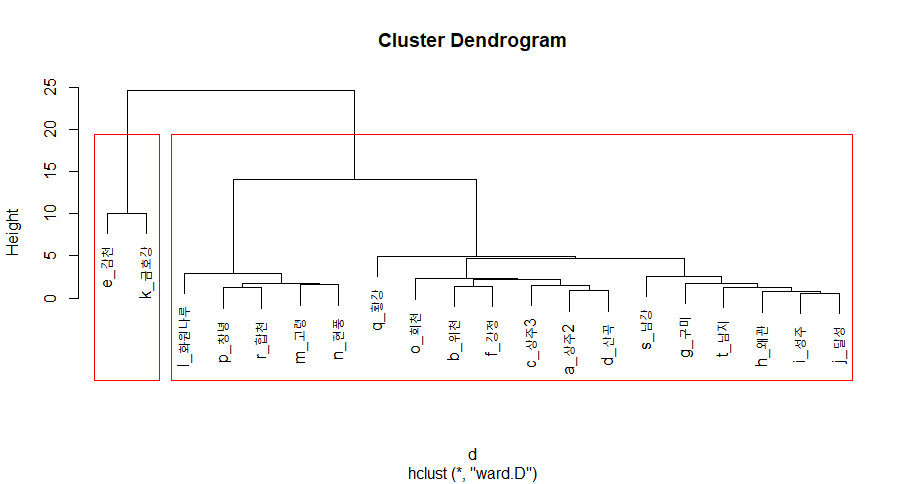 Cluster Dendrogram
Height
25
20
15
10
5
0
e_감천
k_금호강
l_화원나루
p_창녕
r_합천
m_고령
n_현풍
q_황강
o_회천
b_위천
f_강정
c_상주3
a_상주2
d_산곡
s_남강
g_구미
t_남지
h_왜관
i_성주
j_달성
d
hclust (*, "ward.D")